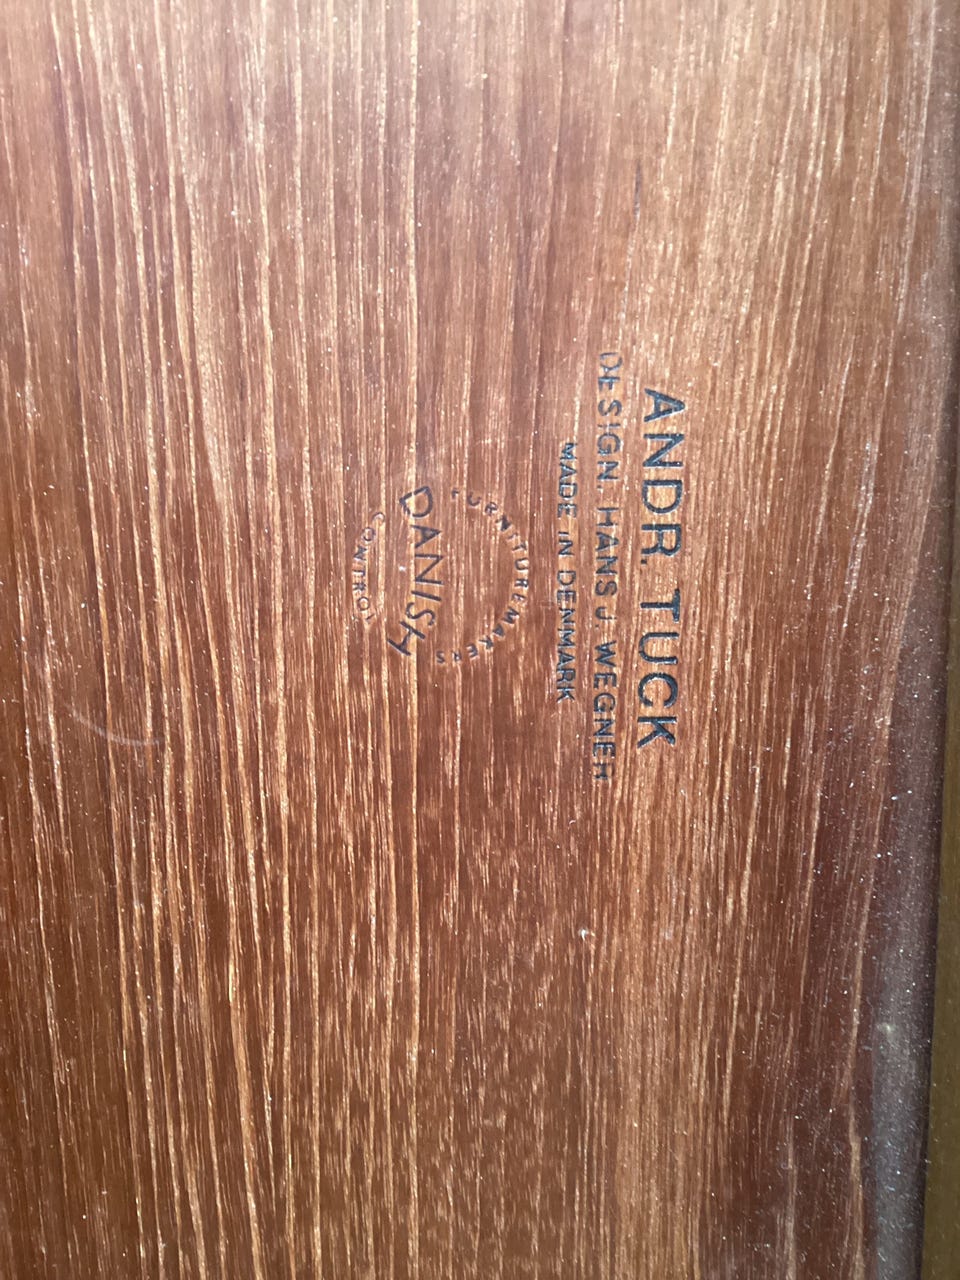 ANDR. TUCK
DESIGN. HANS J WEGNER
MADE IN DENMARK
FURNITUREMAKERS
DANISH
CONTROL